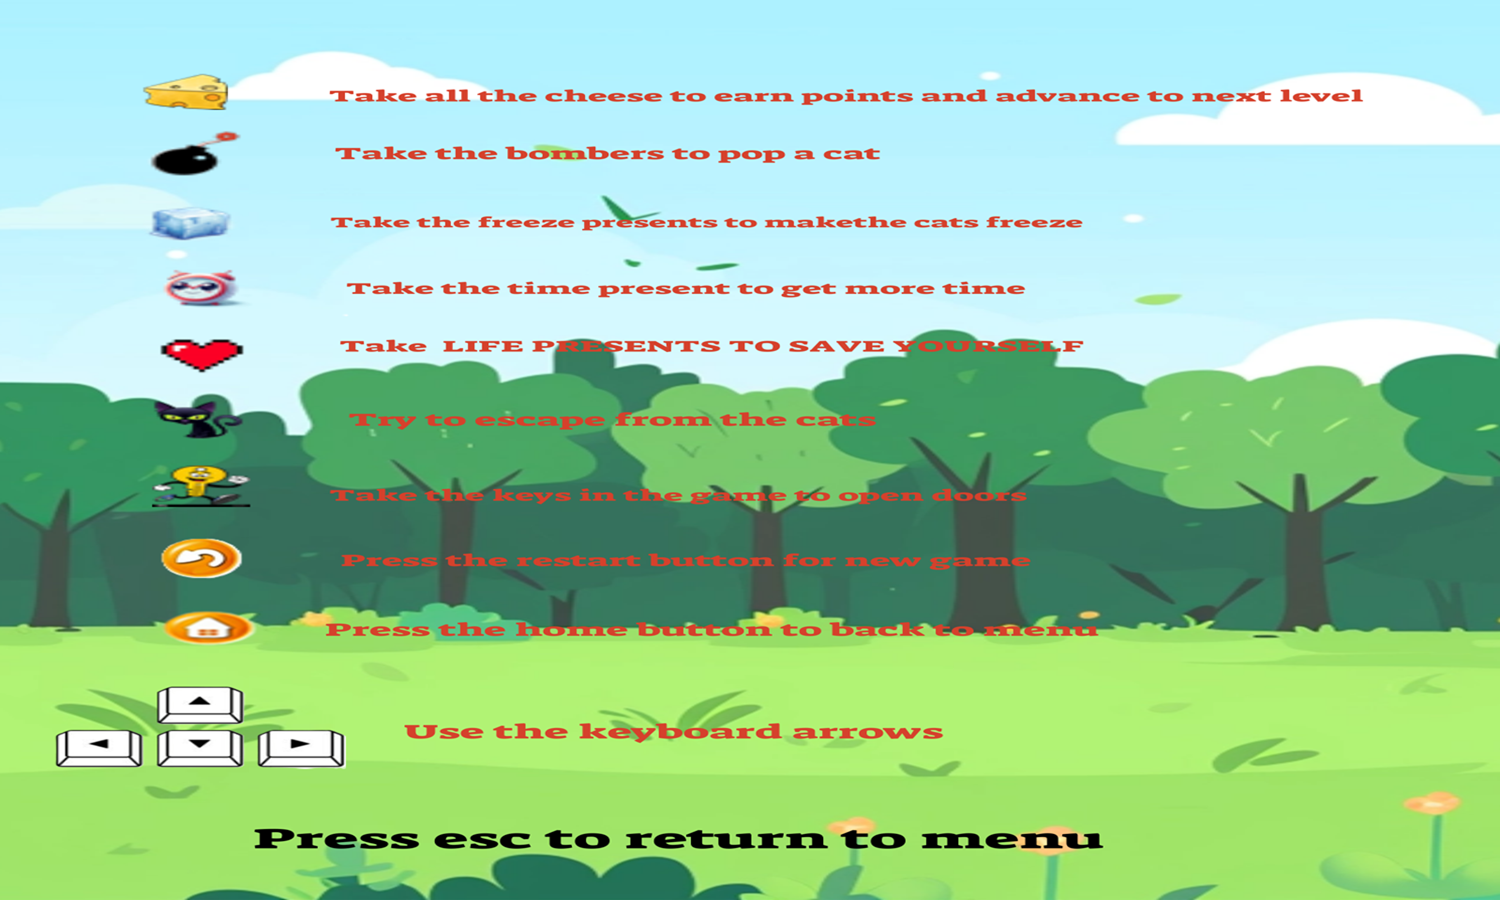 Take all the cheese to earn points and advance to next level
Take the bombers to pop a cat
Take the freeze presents to makethe cats freeze
Take the time present to get more time
Take LIFE PRESENTS TO SAVE YOURSELF
Try to escape from the cats
Take the keys in the game to open doors
Press the restart button for new game
Press the home button to back to menu
Use the keyboard arrows
Press esc to return to menu